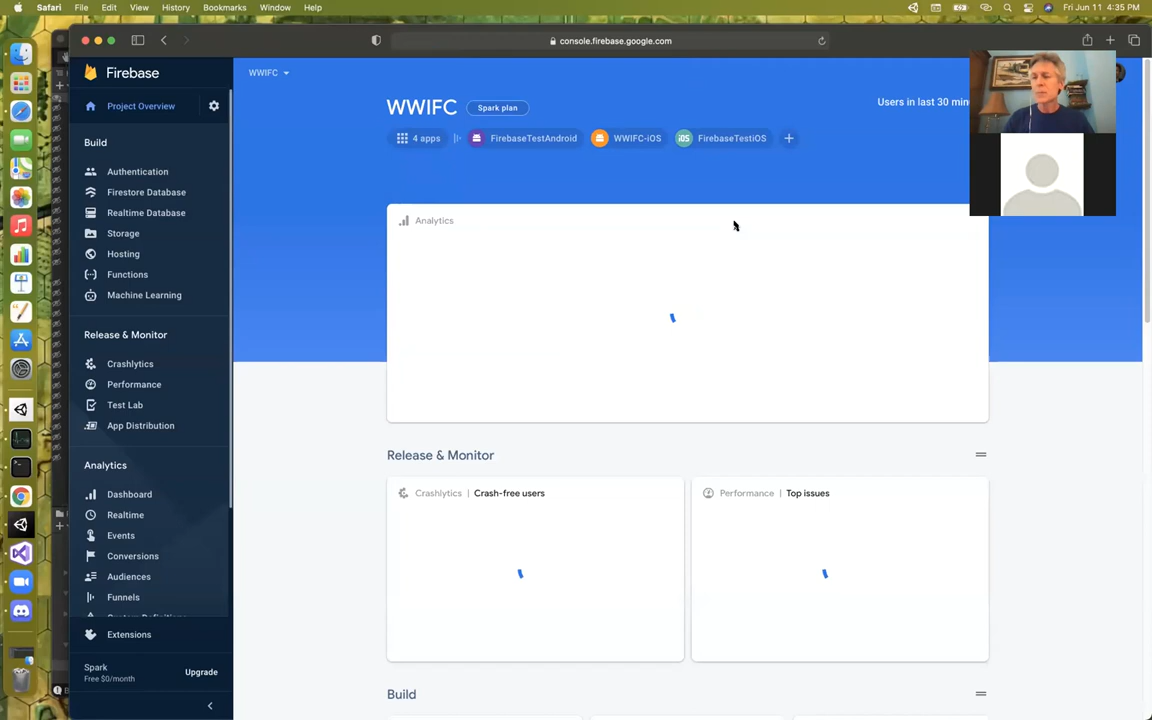 Safari File Edit View History Bookmarks Window Help
Fri Jun 11 4:35 PM
console.firebase.google.com
Firebase
WWIFC
Project Overview
WWIFC
Spark plan
Users in last 30
4 apps
FirebaseTestAndroid
WWIFC-iOS
iOS
FirebaseTestiOS
Build
Authentication
Firestore Database
Realtime Database
Storage
Hosting
Functions
Machine Learning
Analytics
Release & Monitor
Crashlytics
Performance
Test Lab
App Distribution
Analytics
Dashboard
Realtime
Events
Conversions
Audiences
Funnels
Custom Definitions
Extensions
Spark
Free $0/month
Upgrade
Release & Monitor
Crashlytics | Crash-free users
Performance | Top issues
Build